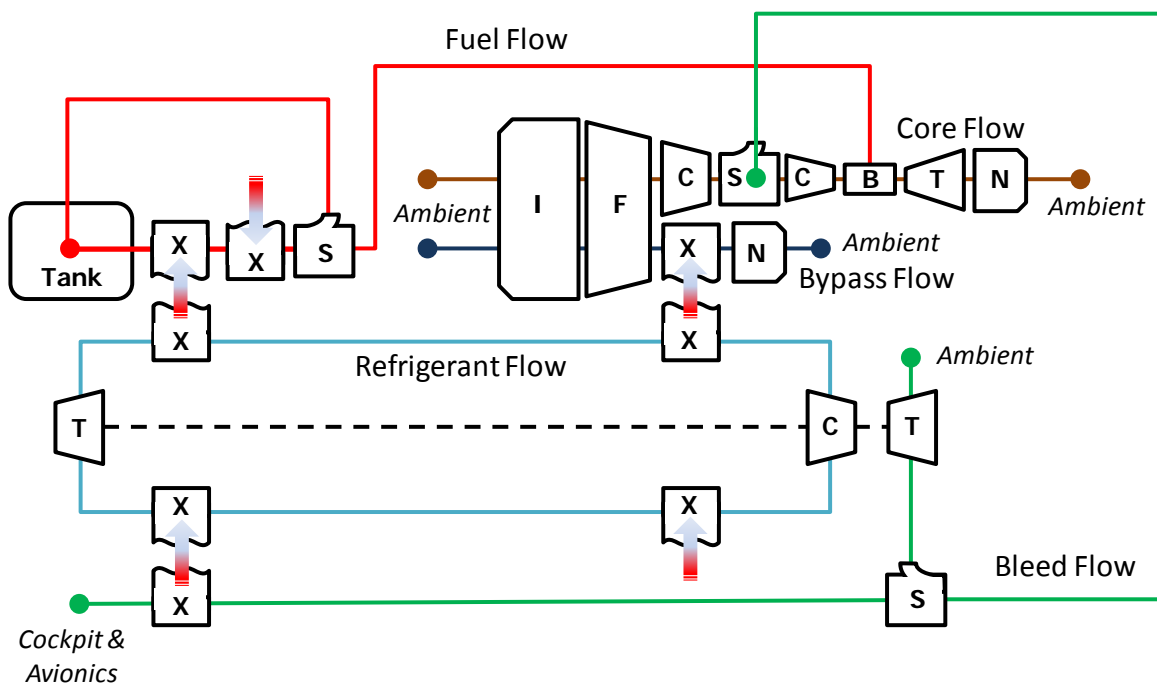 Fuel Flow
Core Flow
C S C B T N
I F
Ambient
Ambient
X X S
X N
Ambient
Tank
Bypass Flow
X X
Refrigerant Flow
Ambient
T C T
X X
Bleed Flow
X S
Cockpit &
Avionics